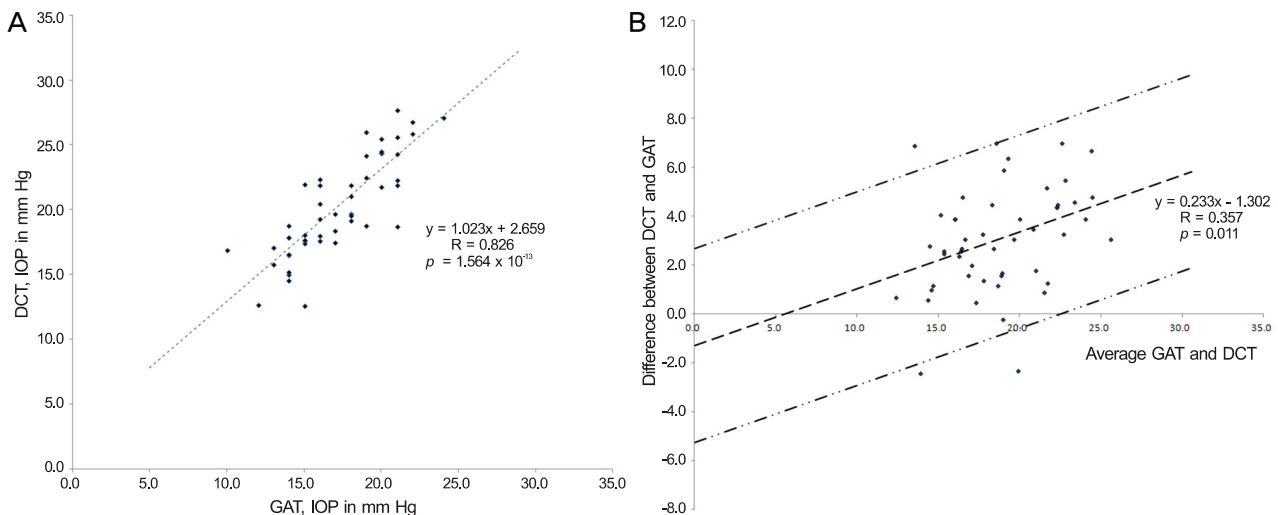 A
35.0
30.0
25.0
20.0
15.0
10.0
5.0
0.0
DCT, IOP in mm Hg
0.0 5.0 10.0 15.0 20.0 25.0 30.0 35.0
GAT, IOP in mm Hg
y = 1.023x + 2.659
R = 0.826
p = 1.564 x 10⁻¹³
B
12.0
10.0
8.0
6.0
4.0
2.0
0.0
-2.0
-4.0
-6.0
-8.0
Difference between DCT and GAT
0.0 5.0 10.0 15.0 20.0 25.0 30.0 35.0
Average GAT and DCT
y = 0.233x - 1.302
R = 0.357
p = 0.011